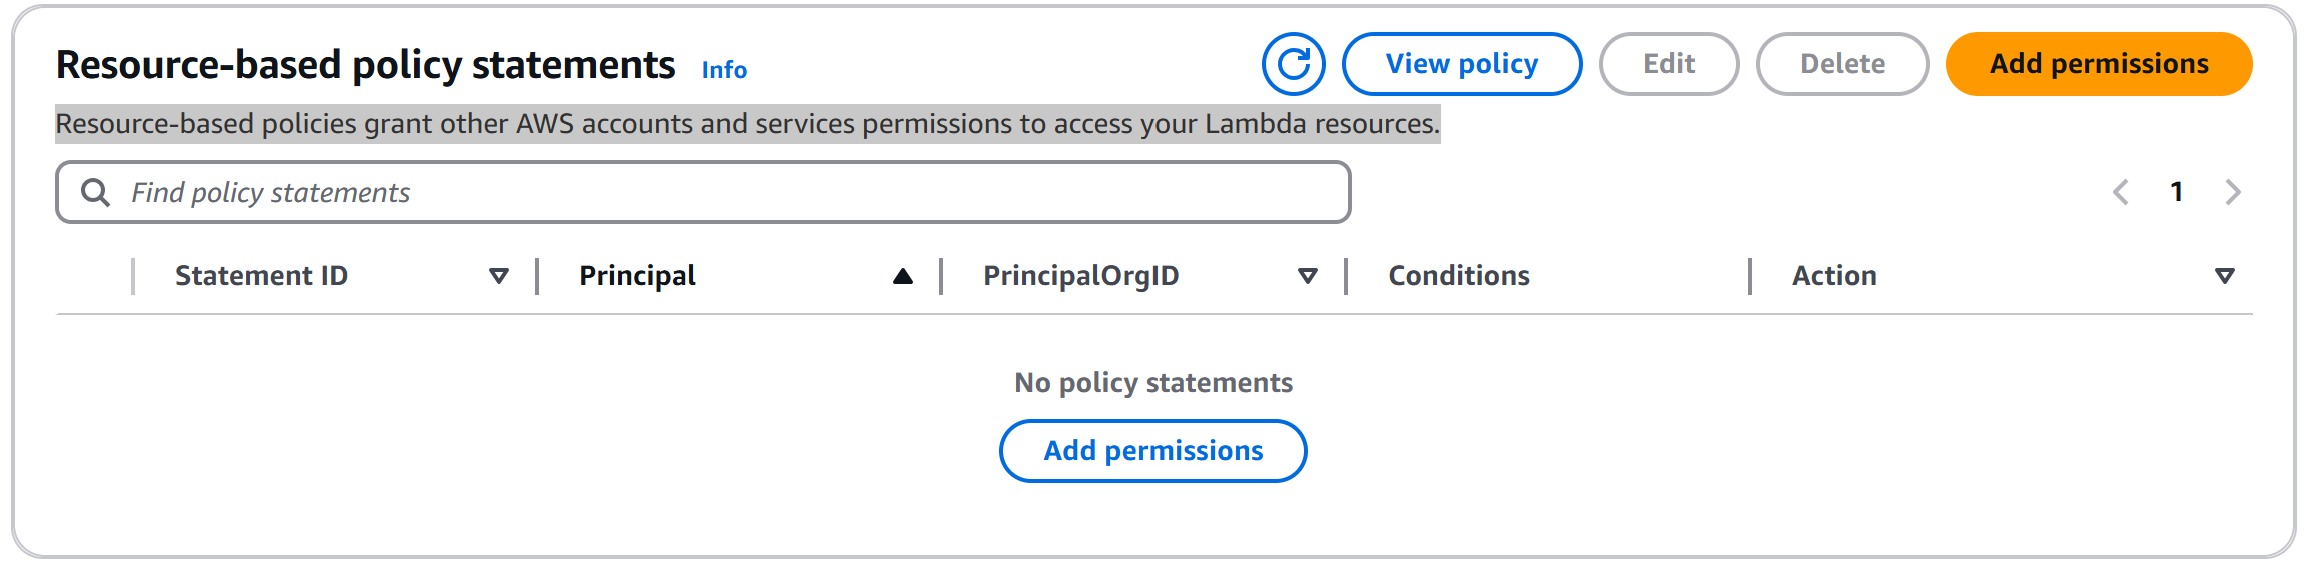 Resource-based policy statements Info
View policy
Edit
Delete
Add permissions
Resource-based policies grant other AWS accounts and services permissions to access your Lambda resources.
Find policy statements
1
Statement ID
Principal
PrincipalOrgID
Conditions
Action
No policy statements
Add permissions